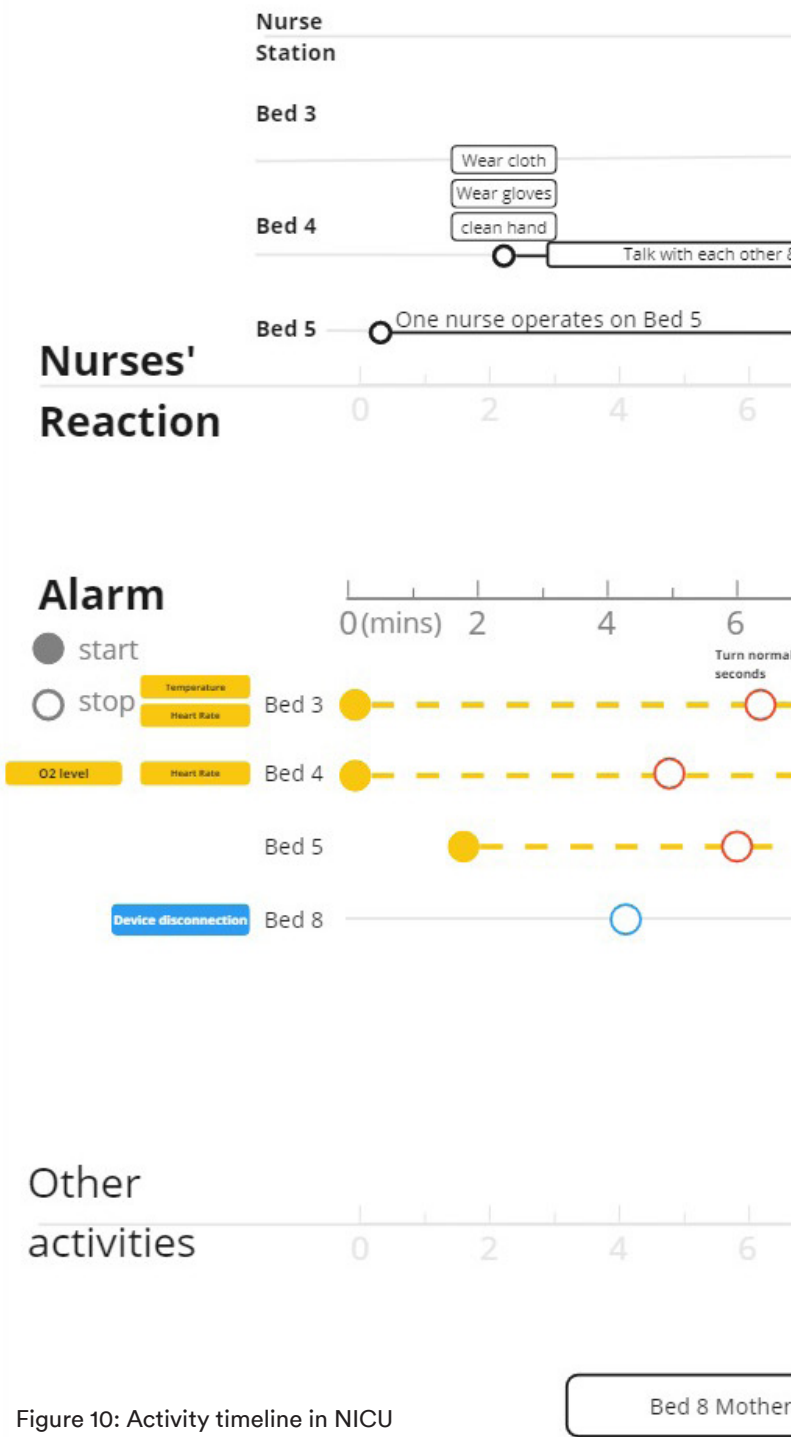 Nurse
Station
Bed 3
Wear cloth
Wear gloves
Bed 4
clean hand
Talk with each other &
Bed 5
One nurse operates on Bed 5
Nurses'
Reaction
0 2 4 6
Alarm
0 (mins) 2 4 6
start
stop
Turn normal
seconds
Temperature
Heart Rate
Bed 3
O2 level
Heart Rate
Bed 4
Bed 5
Device disconnection
Bed 8
Other
activities
0 2 4 6
Bed 8 Mother
Figure 10: Activity timeline in NICU